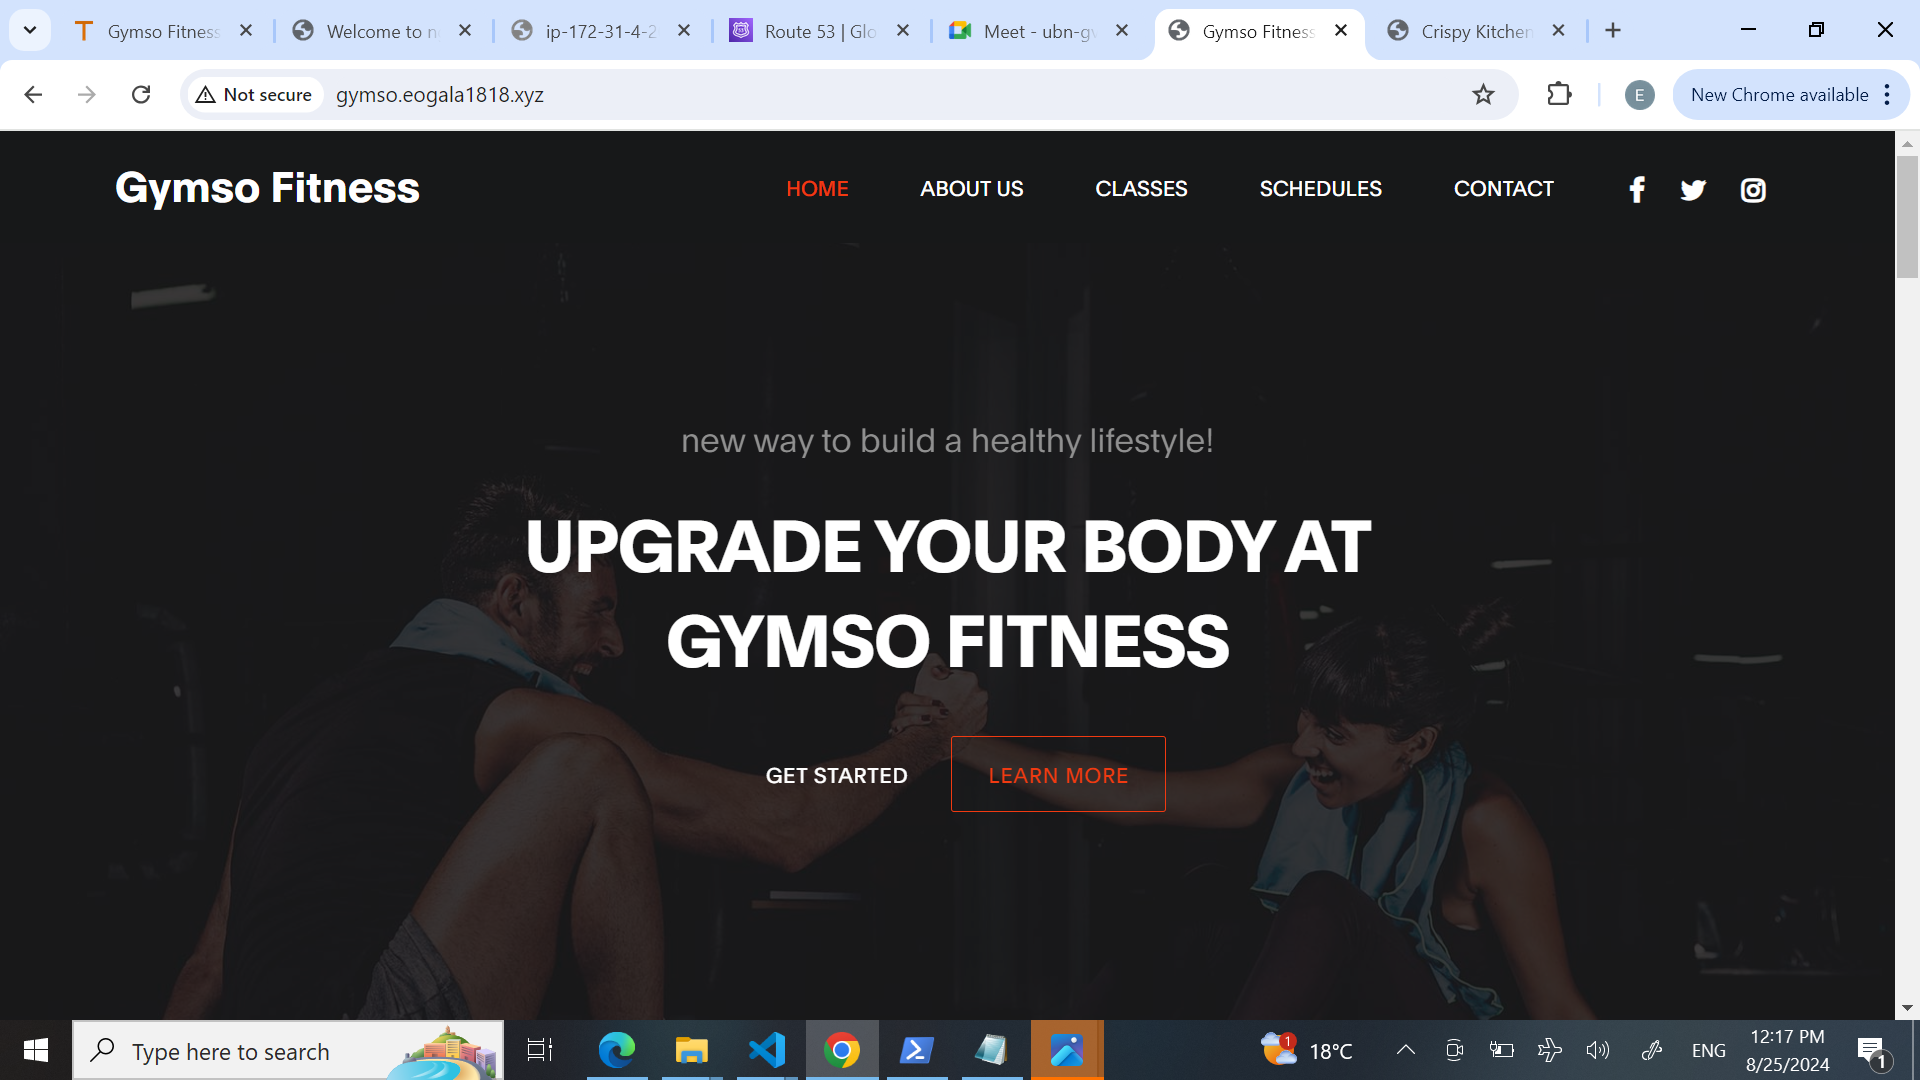 Gymso Fitness
Welcome to n
ip-172-31-4-2
Route 53 | Glo
Meet - ubn-gv
Gymso Fitness
Crispy Kitchen
Not secure
gymso.eogala1818.xyz
E
New Chrome available
Gymso Fitness
HOME
ABOUT US
CLASSES
SCHEDULES
CONTACT
new way to build a healthy lifestyle!
UPGRADE YOUR BODY AT
GYMSO FITNESS
GET STARTED
LEARN MORE
Type here to search
1
18°C
ENG
12:17 PM
8/25/2024
1